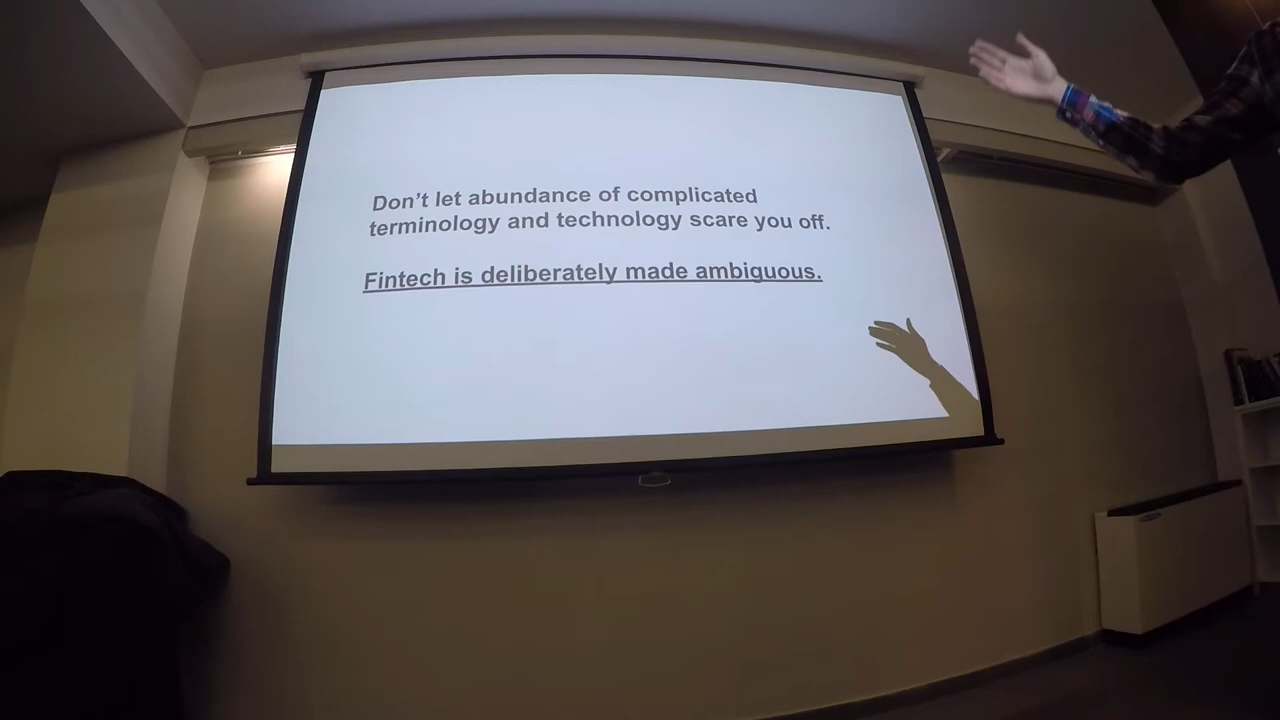 Don't let abundance of complicated
terminology and technology scare you off.
Fintech is deliberately made ambiguous.